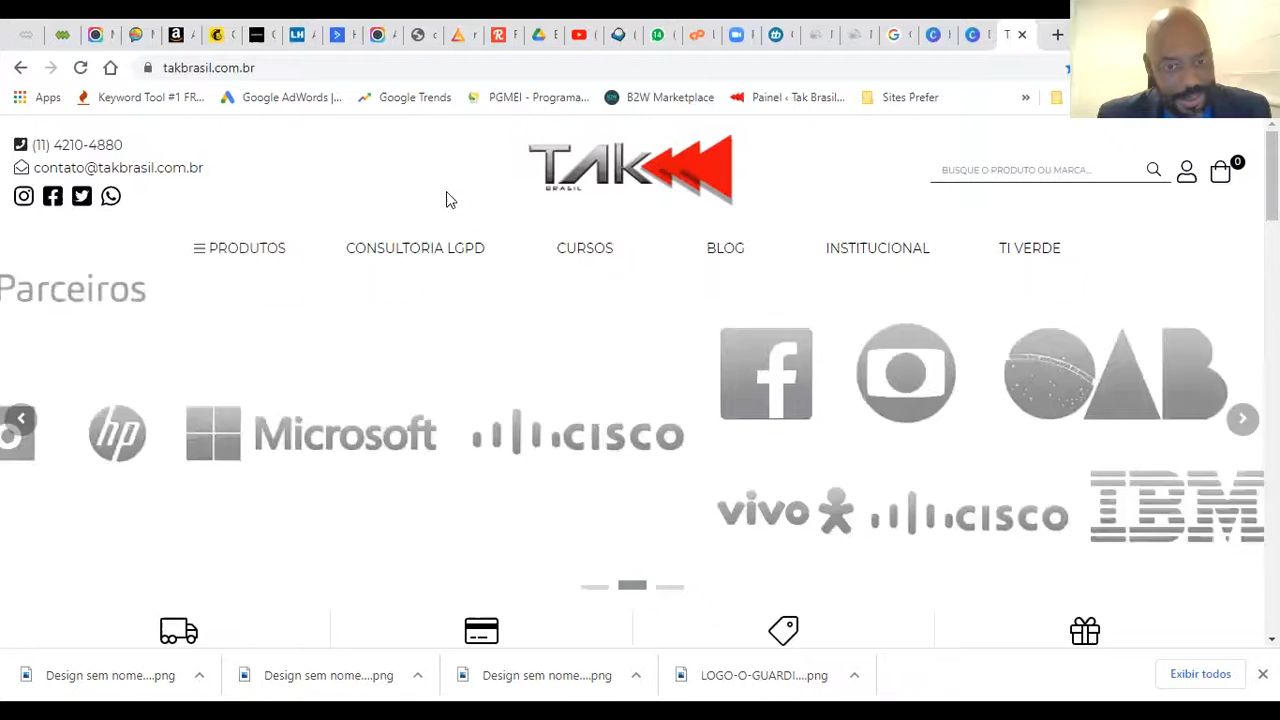 takbrasil.com.br
Apps
Keyword Tool #1 FR...
Google AdWords |...
Google Trends
PGMEI - Programa...
B2W Marketplace
Painel ‹ Tak Brasil...
Sites Prefer
»
(11) 4210-4880
contato@takbrasil.com.br
TAK
BRASIL
BUSQUE O PRODUTO OU MARCA...
0
PRODUTOS
CONSULTORIA LGPD
CURSOS
BLOG
INSTITUCIONAL
TI VERDE
Parceiros
hp
Microsoft
cisco
f
OAB
vivo
cisco
IBM
Design sem nome....png
Design sem nome....png
Design sem nome....png
LOGO-O-GUARDI....png
Exibir todos